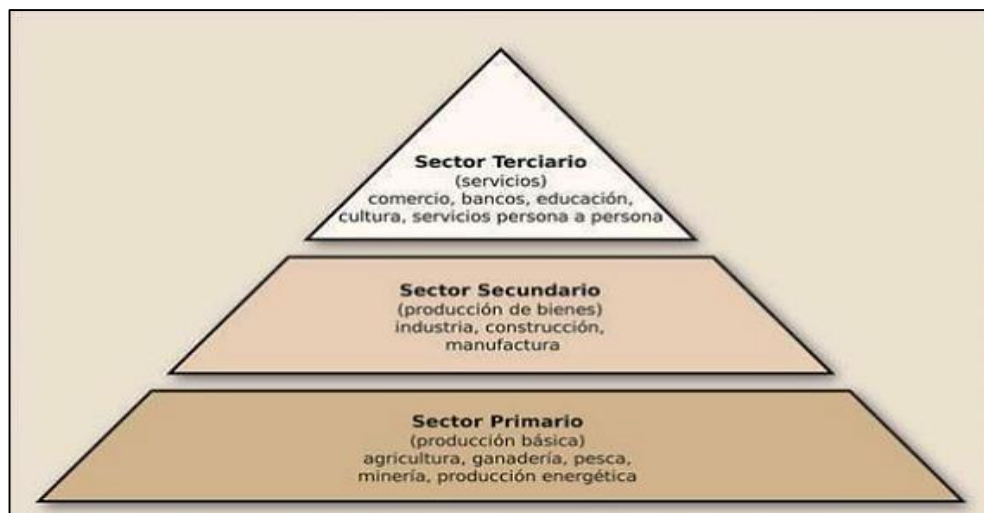 Sector Terciario
(servicios)
comercio, bancos, educación,
cultura, servicios persona a persona
Sector Secundario
(producción de bienes)
industria, construcción,
manufactura
Sector Primario
(producción básica)
agricultura, ganadería, pesca,
minería, producción energética